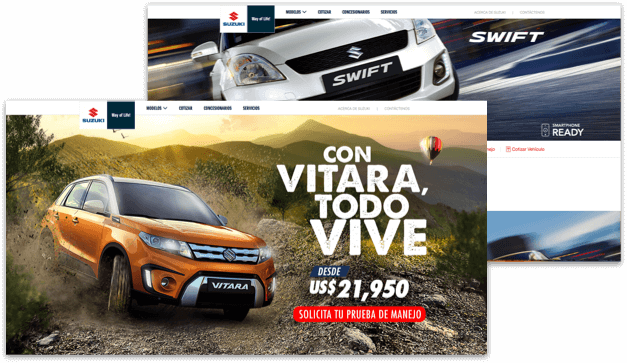 SUZUKI
Way of Life!
MODELOS
COTIZAR
CONCESIONARIOS
SERVICIOS
ACERCA DE SUZUKI | CONTÁCTENOS
SWIFT
SWIFT
SMARTPHONE
READY
Cotizar Vehículo
SUZUKI
Way of Life!
MODELOS
COTIZAR
CONCESIONARIOS
SERVICIOS
ACERCA DE SUZUKI | CONTÁCTENOS
CON
VITARA,
TODO
VIVE
DESDE
US$ 21,950
SOLICITA TU PRUEBA DE MANEJO
VITARA